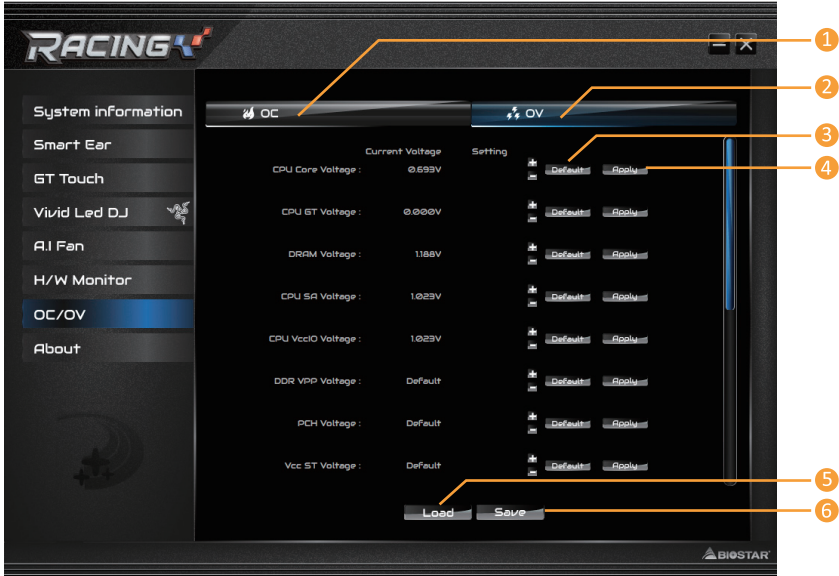 RACING
1
2
System information
OC
OV
Smart Ear
3
Current Voltage Setting
GT Touch
CPU Core Voltage : 0.693V + - Default Apply
4
Vivid Led DJ
CPU GT Voltage : 0.000V + - Default Apply
A.I Fan
DRAM Voltage : 1.188V + - Default Apply
H/W Monitor
CPU SA Voltage : 1.023V + - Default Apply
OC/OV
CPU VccIO Voltage : 1.023V + - Default Apply
About
DDR VPP Voltage : Default + - Default Apply
PCH Voltage : Default + - Default Apply
Vcc ST Voltage : Default + - Default Apply
5
Load Save
6
BIOSTAR